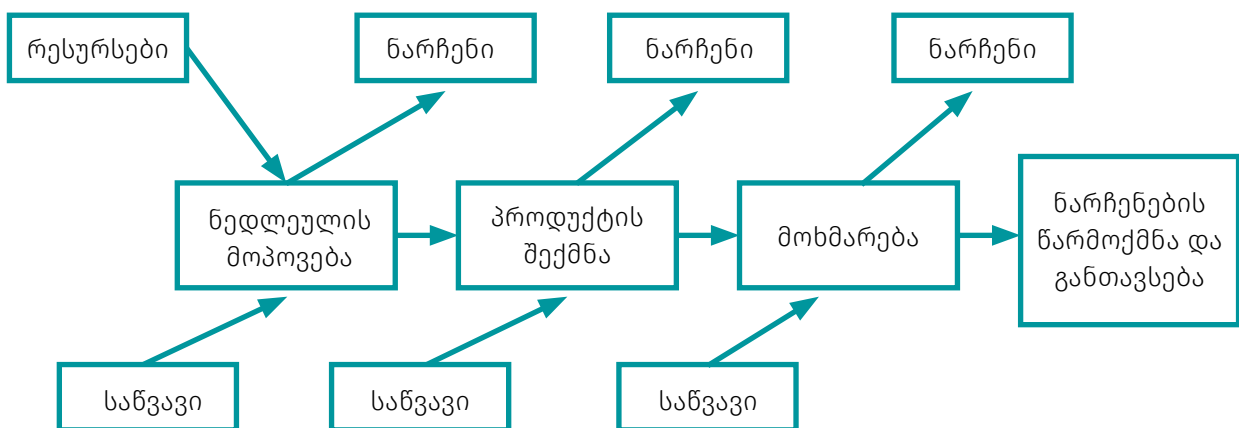 რესურსები
ნარჩენი
ნარჩენი
ნარჩენი
ნედლეულის
მოპოვება
პროდუქტის
შექმნა
მოხმარება
ნარჩენების
წარმოქმნა და
განთავსება
საწვავი
საწვავი
საწვავი